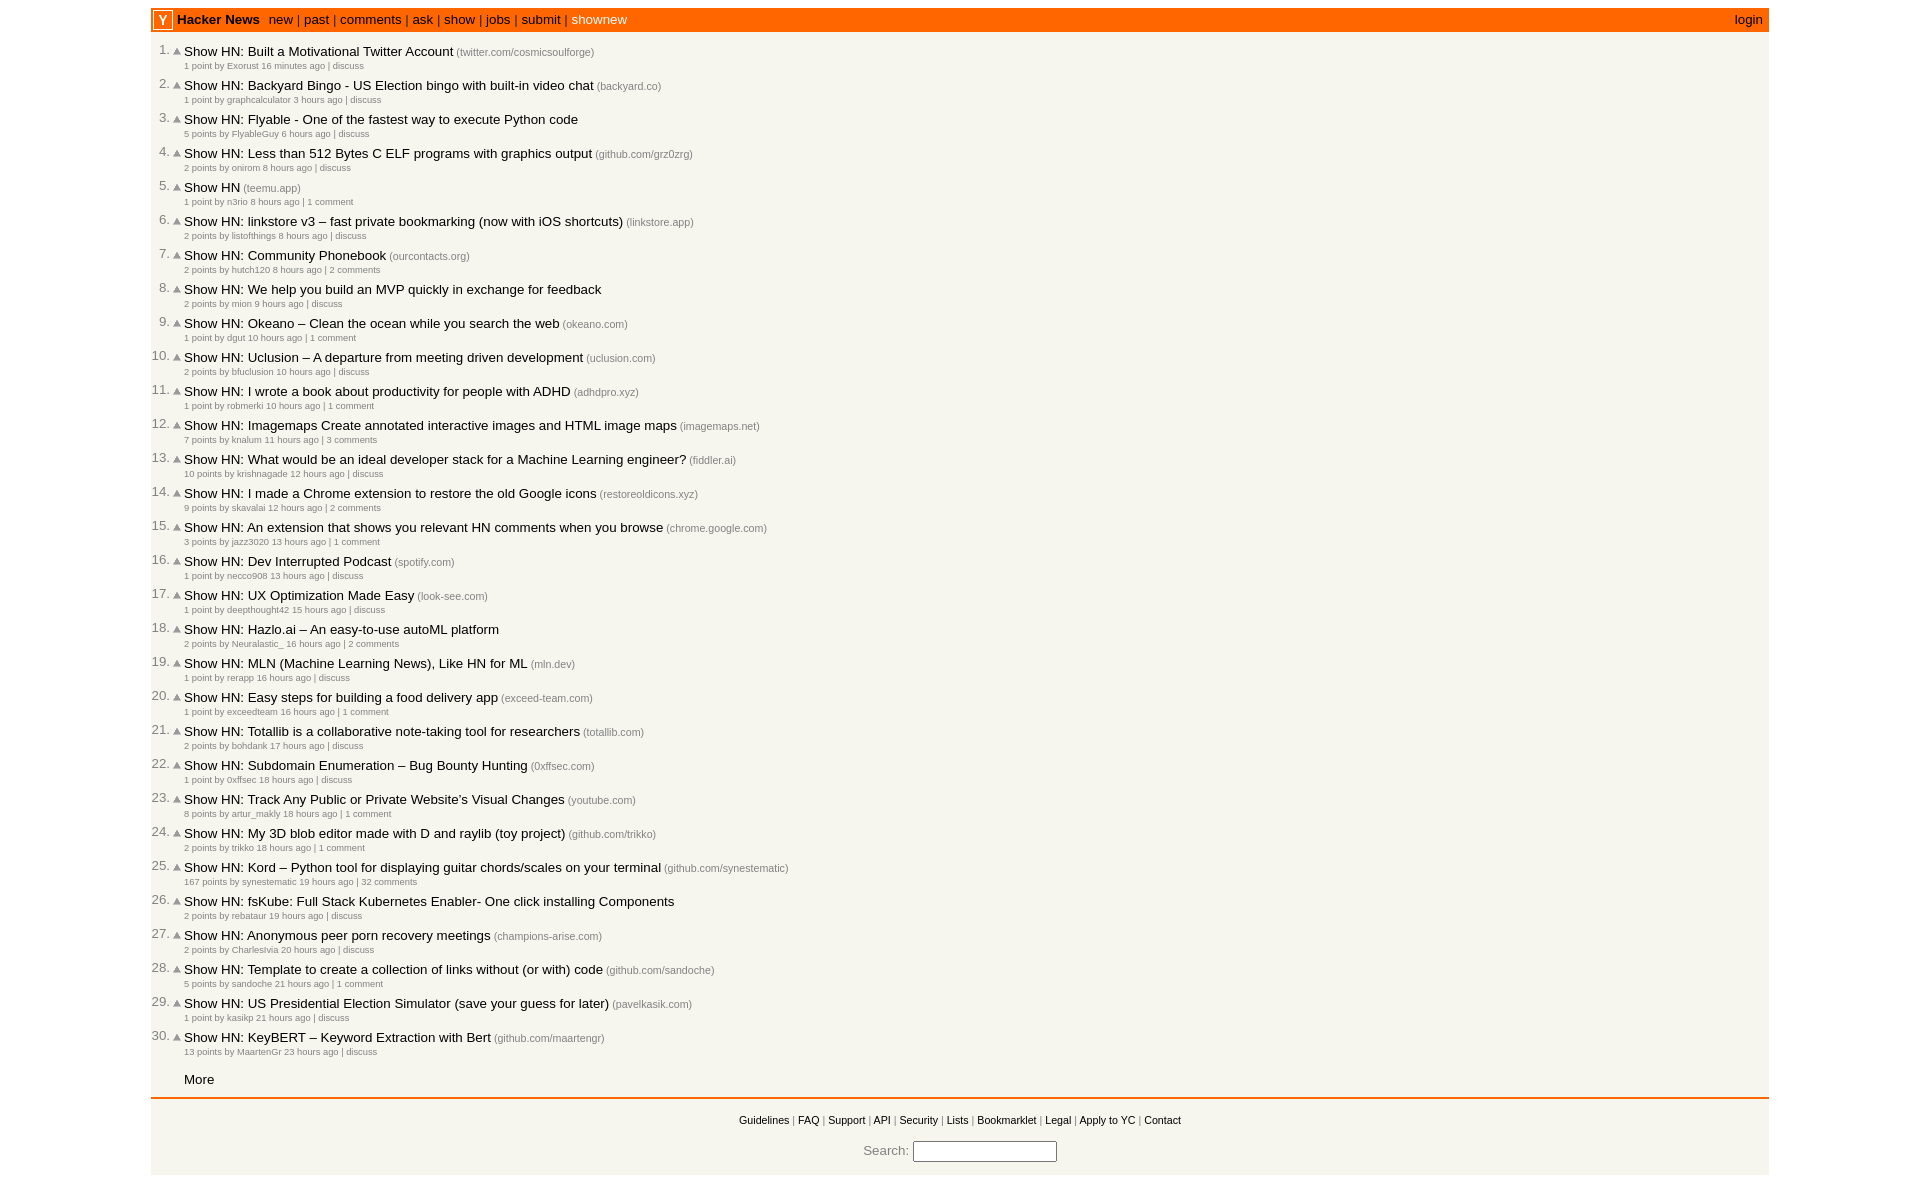 Y Hacker News new | past | comments | ask | show | jobs | submit | shownew login
1. Show HN: Built a Motivational Twitter Account (twitter.com/cosmicsoulforge)
1 point by Exorust 16 minutes ago | discuss
2. Show HN: Backyard Bingo - US Election bingo with built-in video chat (backyard.co)
1 point by graphcalculator 3 hours ago | discuss
3. Show HN: Flyable - One of the fastest way to execute Python code
5 points by FlyableGuy 6 hours ago | discuss
4. Show HN: Less than 512 Bytes C ELF programs with graphics output (github.com/grz0zrg)
2 points by onirom 8 hours ago | discuss
5. Show HN (teemu.app)
1 point by n3rio 8 hours ago | 1 comment
6. Show HN: linkstore v3 – fast private bookmarking (now with iOS shortcuts) (linkstore.app)
2 points by listofthings 8 hours ago | discuss
7. Show HN: Community Phonebook (ourcontacts.org)
2 points by hutch120 8 hours ago | 2 comments
8. Show HN: We help you build an MVP quickly in exchange for feedback
2 points by mion 9 hours ago | discuss
9. Show HN: Okeano – Clean the ocean while you search the web (okeano.com)
1 point by dgut 10 hours ago | 1 comment
10. Show HN: Uclusion – A departure from meeting driven development (uclusion.com)
2 points by bfuclusion 10 hours ago | discuss
11. Show HN: I wrote a book about productivity for people with ADHD (adhdpro.xyz)
1 point by robmerki 10 hours ago | 1 comment
12. Show HN: Imagemaps Create annotated interactive images and HTML image maps (imagemaps.net)
7 points by knalum 11 hours ago | 3 comments
13. Show HN: What would be an ideal developer stack for a Machine Learning engineer? (fiddler.ai)
10 points by krishnagade 12 hours ago | discuss
14. Show HN: I made a Chrome extension to restore the old Google icons (restoreoldicons.xyz)
9 points by skavalai 12 hours ago | 2 comments
15. Show HN: An extension that shows you relevant HN comments when you browse (chrome.google.com)
3 points by jazz3020 13 hours ago | 1 comment
16. Show HN: Dev Interrupted Podcast (spotify.com)
1 point by necco908 13 hours ago | discuss
17. Show HN: UX Optimization Made Easy (look-see.com)
1 point by deepthought42 15 hours ago | discuss
18. Show HN: Hazlo.ai – An easy-to-use autoML platform
2 points by Neuralastic_ 16 hours ago | 2 comments
19. Show HN: MLN (Machine Learning News), Like HN for ML (mln.dev)
1 point by rerapp 16 hours ago | discuss
20. Show HN: Easy steps for building a food delivery app (exceed-team.com)
1 point by exceedteam 16 hours ago | 1 comment
21. Show HN: Totallib is a collaborative note-taking tool for researchers (totallib.com)
2 points by bohdank 17 hours ago | discuss
22. Show HN: Subdomain Enumeration – Bug Bounty Hunting (0xffsec.com)
1 point by 0xffsec 18 hours ago | discuss
23. Show HN: Track Any Public or Private Website’s Visual Changes (youtube.com)
8 points by artur_makly 18 hours ago | 1 comment
24. Show HN: My 3D blob editor made with D and raylib (toy project) (github.com/trikko)
2 points by trikko 18 hours ago | 1 comment
25. Show HN: Kord – Python tool for displaying guitar chords/scales on your terminal (github.com/synestematic)
167 points by synestematic 19 hours ago | 32 comments
26. Show HN: fsKube: Full Stack Kubernetes Enabler- One click installing Components
2 points by rebataur 19 hours ago | discuss
27. Show HN: Anonymous peer porn recovery meetings (champions-arise.com)
2 points by CharlesIvia 20 hours ago | discuss
28. Show HN: Template to create a collection of links without (or with) code (github.com/sandoche)
5 points by sandoche 21 hours ago | 1 comment
29. Show HN: US Presidential Election Simulator (save your guess for later) (pavelkasik.com)
1 point by kasikp 21 hours ago | discuss
30. Show HN: KeyBERT – Keyword Extraction with Bert (github.com/maartengr)
13 points by MaartenGr 23 hours ago | discuss
More
Guidelines | FAQ | Support | API | Security | Lists | Bookmarklet | Legal | Apply to YC | Contact
Search: